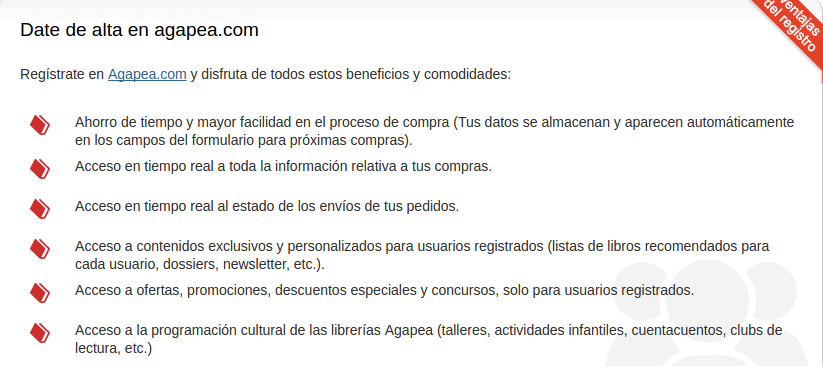 Date de alta en agapea.com
ventajas
del registro
Regístrate en Agapea.com y disfruta de todos estos beneficios y comodidades:
Ahorro de tiempo y mayor facilidad en el proceso de compra (Tus datos se almacenan y aparecen automáticamente
en los campos del formulario para próximas compras).
Acceso en tiempo real a toda la información relativa a tus compras.
Acceso en tiempo real al estado de los envíos de tus pedidos.
Acceso a contenidos exclusivos y personalizados para usuarios registrados (listas de libros recomendados para
cada usuario, dossiers, newsletter, etc.).
Acceso a ofertas, promociones, descuentos especiales y concursos, solo para usuarios registrados.
Acceso a la programación cultural de las librerías Agapea (talleres, actividades infantiles, cuentacuentos, clubs de
lectura, etc.)